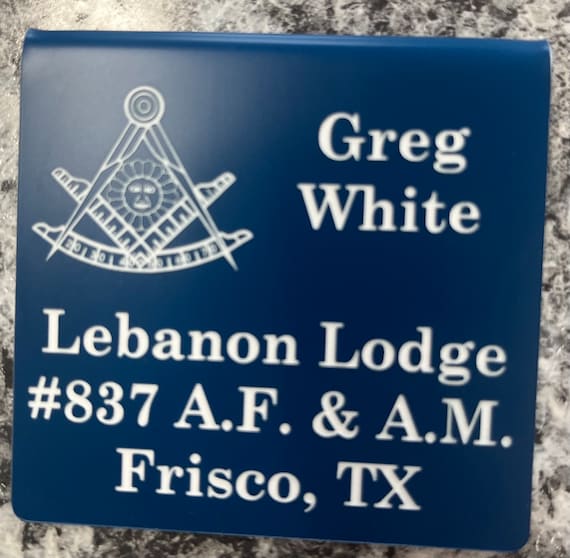 Greg
White
Lebanon Lodge
#837 A.F. & A.M.
Frisco, TX